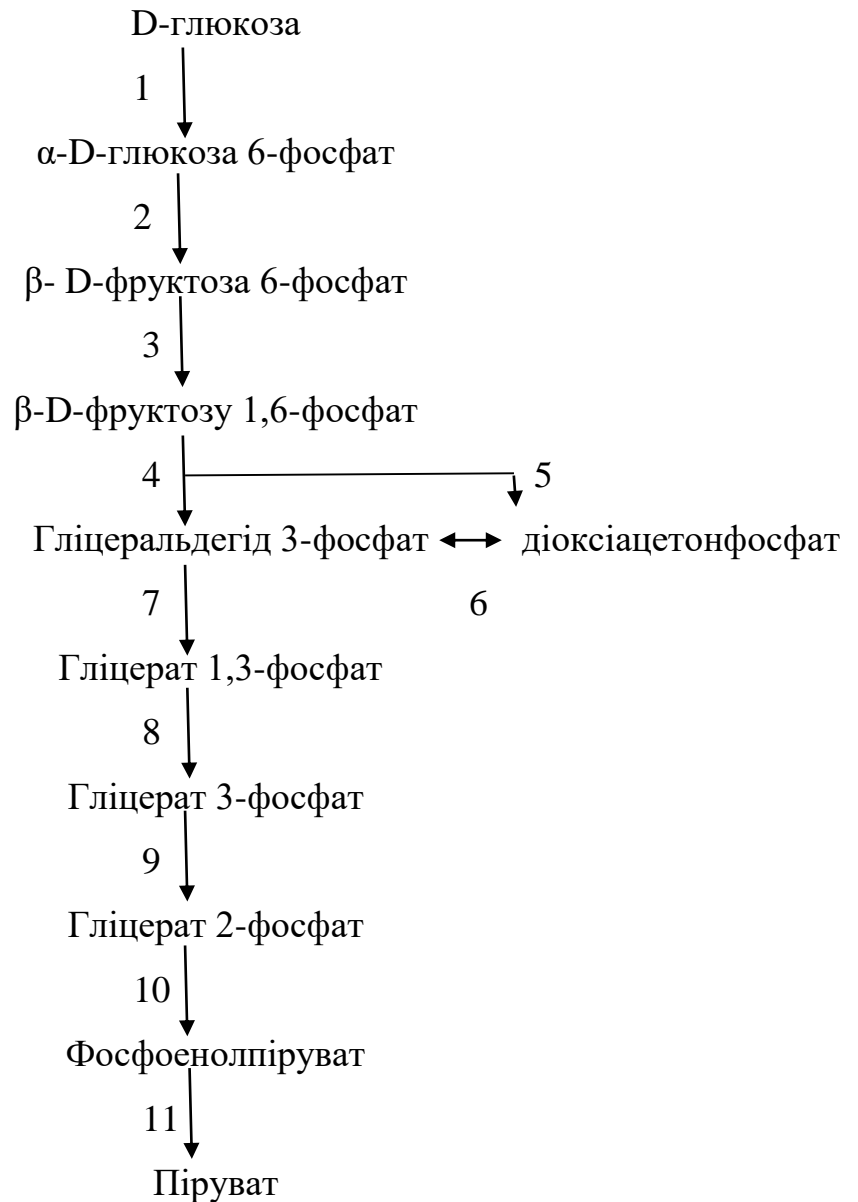 D-глюкоза
1
α-D-глюкоза 6-фосфат
2
β- D-фруктоза 6-фосфат
3
β-D-фруктозу 1,6-фосфат
4 5
Гліцеральдегід 3-фосфат діоксіацетонфосфат
7 6
Гліцерат 1,3-фосфат
8
Гліцерат 3-фосфат
9
Гліцерат 2-фосфат
10
Фосфоенолпіруват
11
Піруват